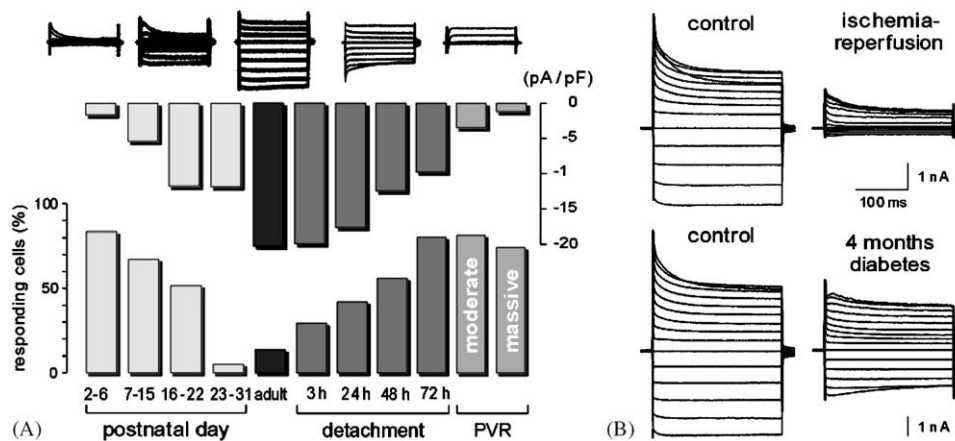 (pA / pF)
0
-5
-1
-15
-20
100
50
0
responding cells (%)
moderate
massive
2-6
7-15
16-22
23-31
adult
3 h
24 h
48 h
72 h
postnatal day
detachment
PVR
(A)
control
ischemia-
reperfusion
1 nA
100 ms
control
4 months
diabetes
1 nA
(B)